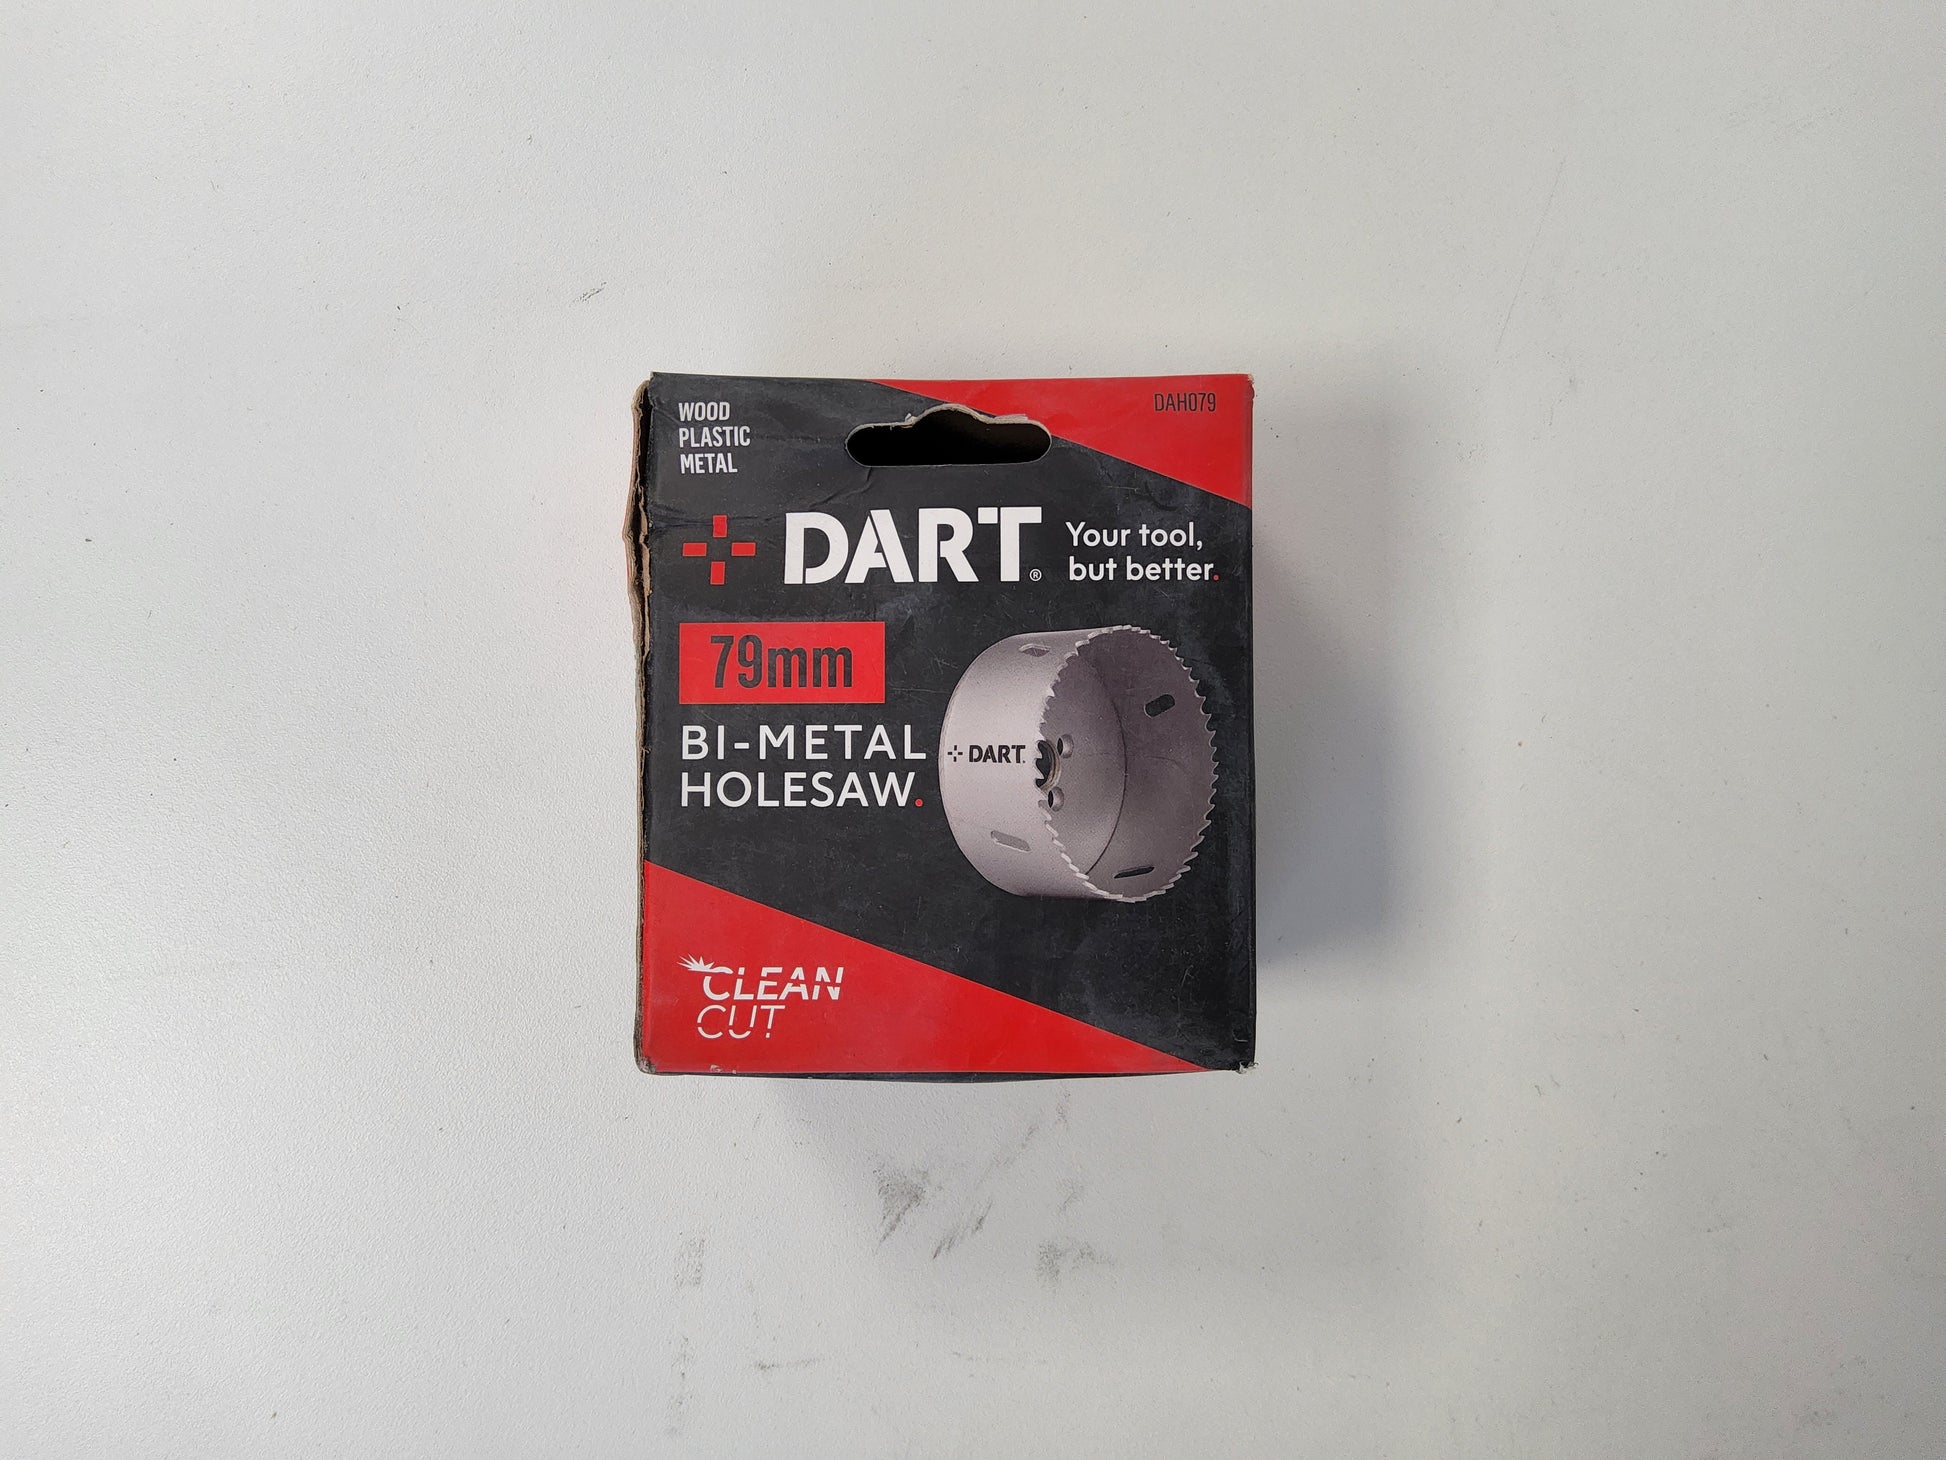 WOOD
PLASTIC
METAL
DAH079
DART®
Your tool,
but better.
79mm
BI-METAL
HOLESAW.
DART
CLEAN
CUT